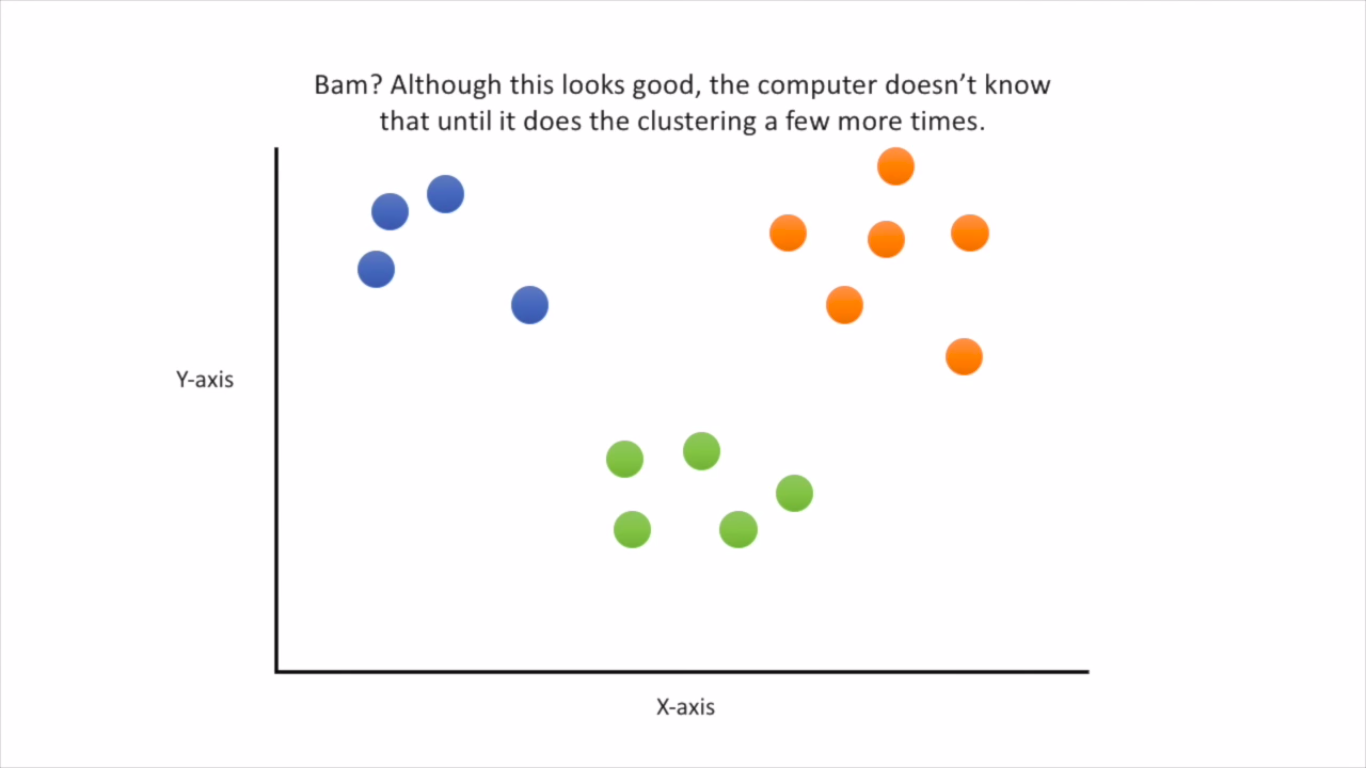 Bam? Although this looks good, the computer doesn’t know
that until it does the clustering a few more times.
Y-axis
X-axis